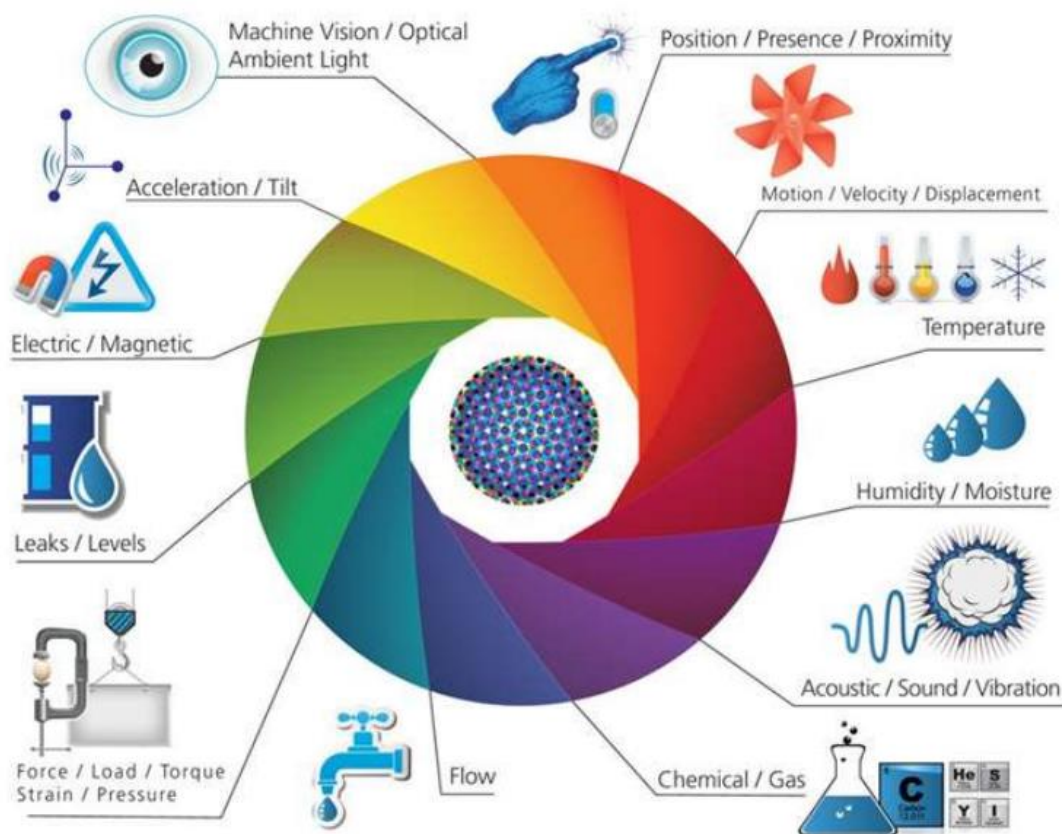 Machine Vision / Optical
Ambient Light
Position / Presence / Proximity
Acceleration / Tilt
Motion / Velocity / Displacement
Electric / Magnetic
Temperature
Leaks / Levels
Humidity / Moisture
Acoustic / Sound / Vibration
Force / Load / Torque
Strain / Pressure
Flow
Chemical / Gas
C
Carbon
He
S
Y
I